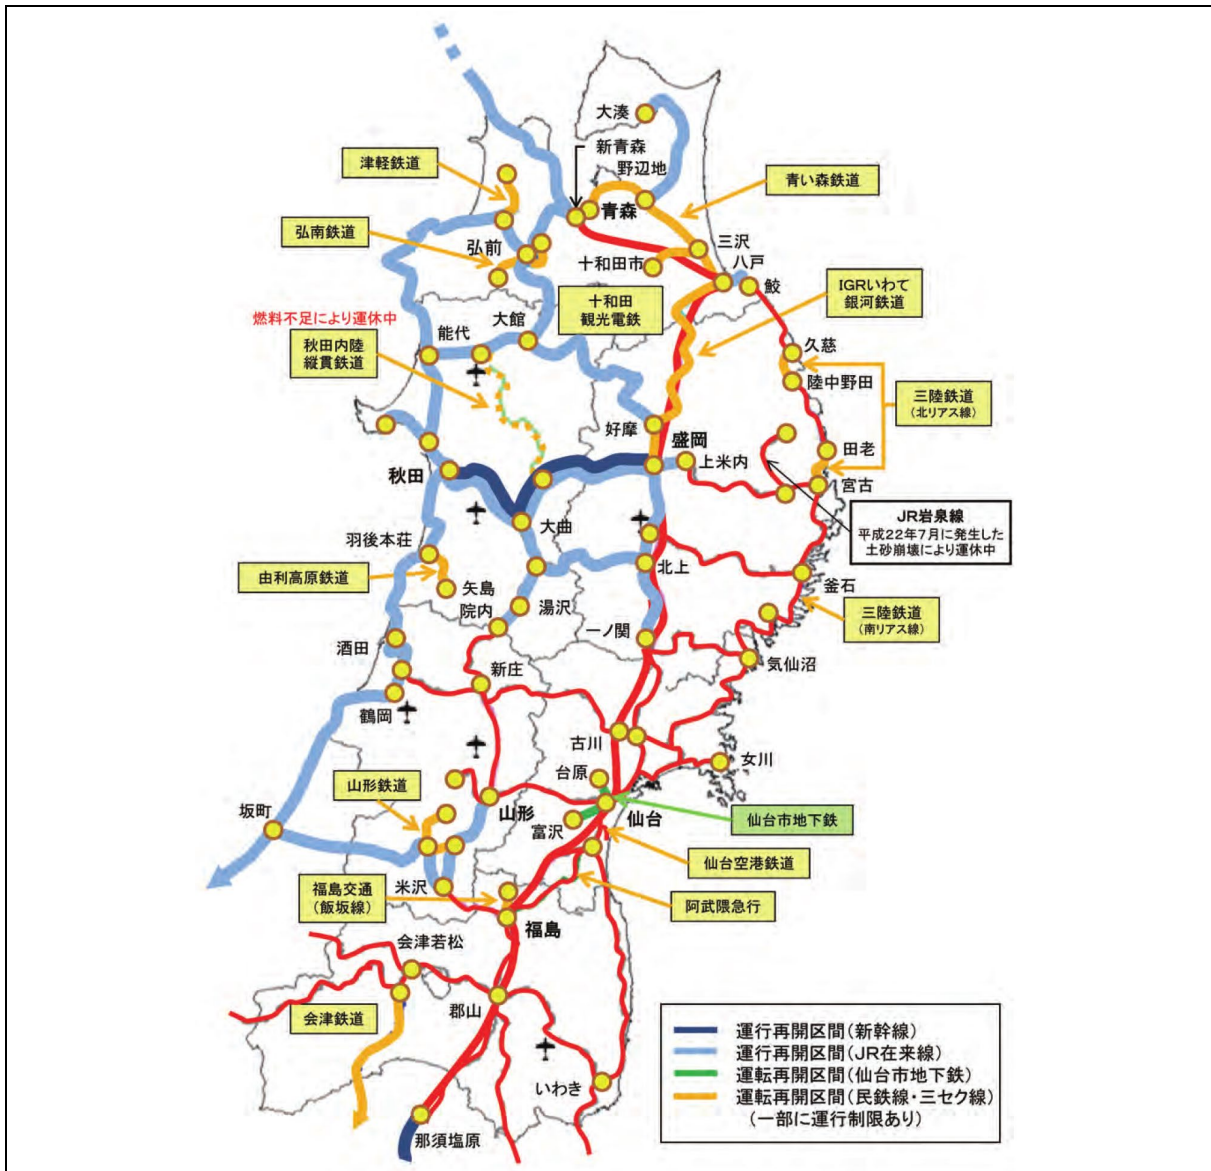 大湊
新青森
野辺地
津軽鉄道
青い森鉄道
青森
弘南鉄道
弘前
三沢
八戸
十和田市
鮫
IGRいわて
銀河鉄道
十和田
観光電鉄
燃料不足により運休中
能代
大館
秋田内陸
縦貫鉄道
久慈
陸中野田
三陸鉄道
(北リアス線)
好摩
盛岡
上米内
田老
秋田
宮古
JR岩泉線
平成22年7月に発生した
土砂崩壊により運休中
大曲
羽後本荘
北上
由利高原鉄道
矢島
釜石
院内
湯沢
三陸鉄道
(南リアス線)
一ノ関
酒田
気仙沼
新庄
鶴岡
古川
女川
台原
山形鉄道
坂町
山形
仙台
仙台市地下鉄
富沢
仙台空港鉄道
福島交通
(飯坂線)
米沢
阿武隈急行
福島
会津若松
会津鉄道
郡山
いわき
那須塩原
運行再開区間(新幹線)
運行再開区間(JR在来線)
運転再開区間(仙台市地下鉄)
運転再開区間(民鉄線・三セク線)
(一部に運行制限あり)